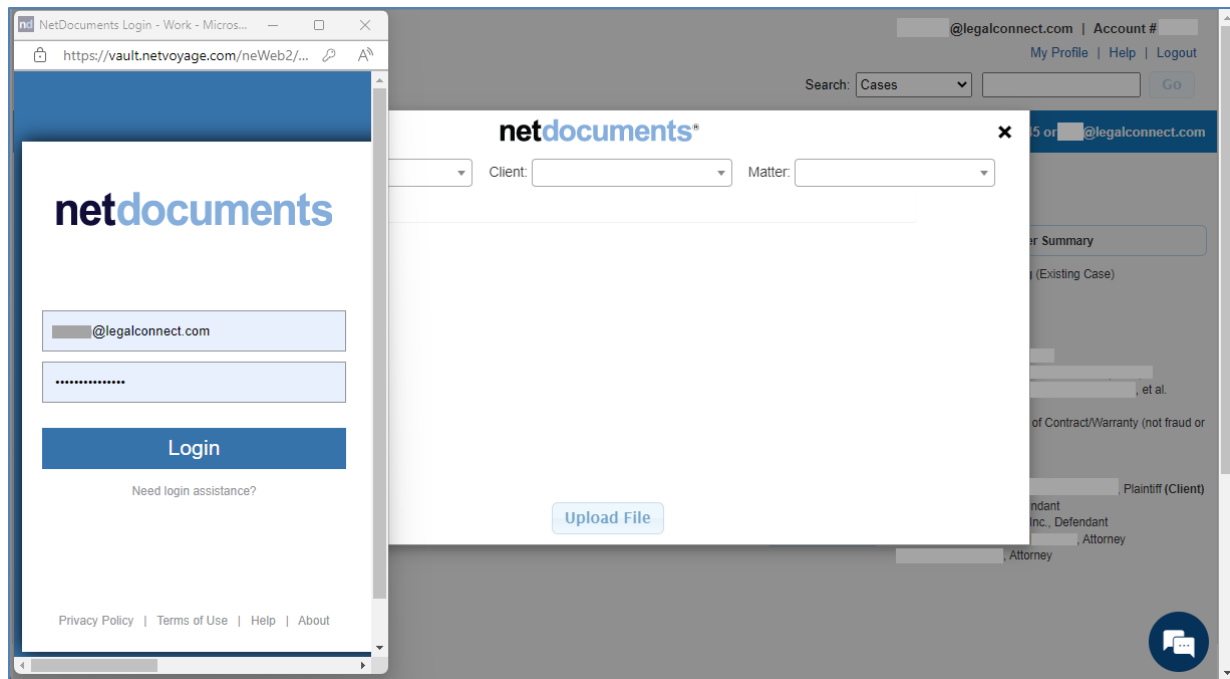 NetDocuments Login - Work - Micros...
https://vault.netvoyage.com/neWeb2/...
netdocuments
@legalconnect.com
Login
Need login assistance?
Privacy Policy | Terms of Use | Help | About
@legalconnect.com | Account #
My Profile | Help | Logout
Search: Cases Go
5 or @legalconnect.com
netdocuments®
Client: Matter:
Upload File
r Summary
(Existing Case)
, et al.
of Contract/Warranty (not fraud or
, Plaintiff (Client)
ndant
Inc., Defendant
, Attorney
, Attorney